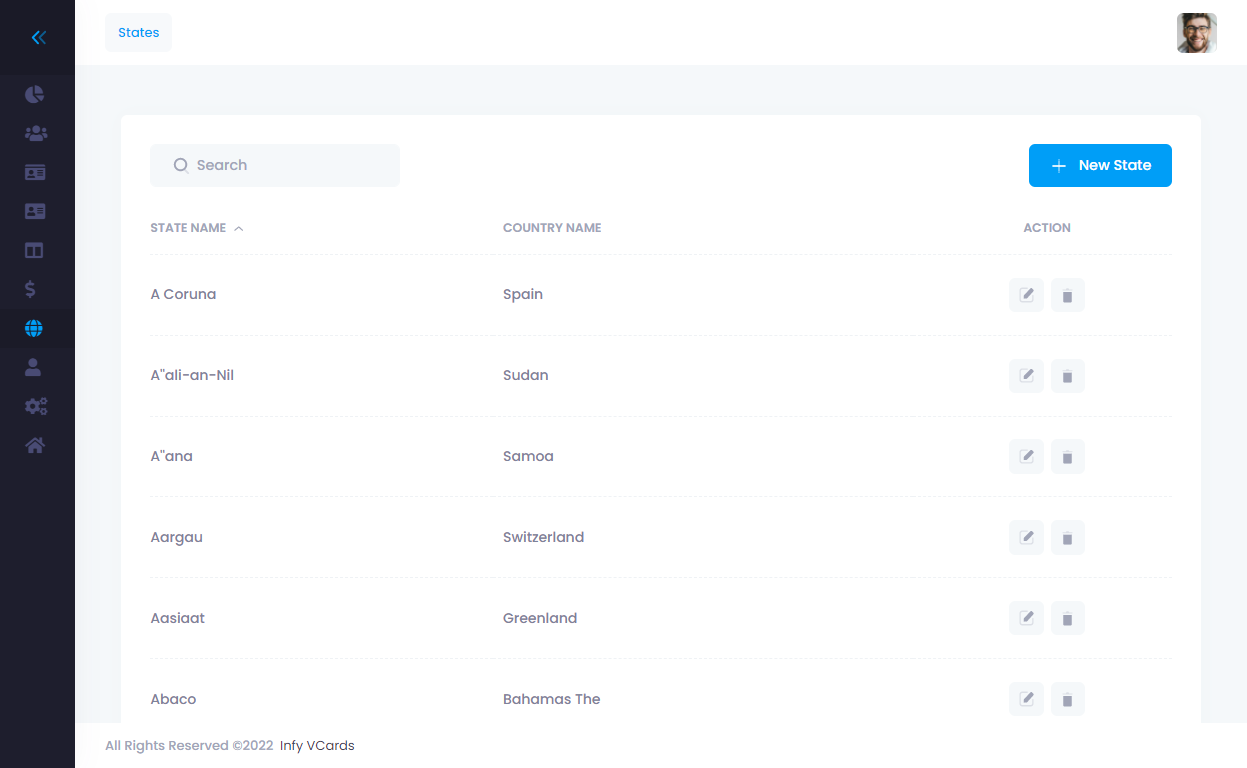 States
Search
New State
STATE NAME COUNTRY NAME ACTION
A Coruna Spain
A"ali-an-Nil Sudan
A"ana Samoa
Aargau Switzerland
Aasiaat Greenland
Abaco Bahamas The
All Rights Reserved ©2022 Infy VCards